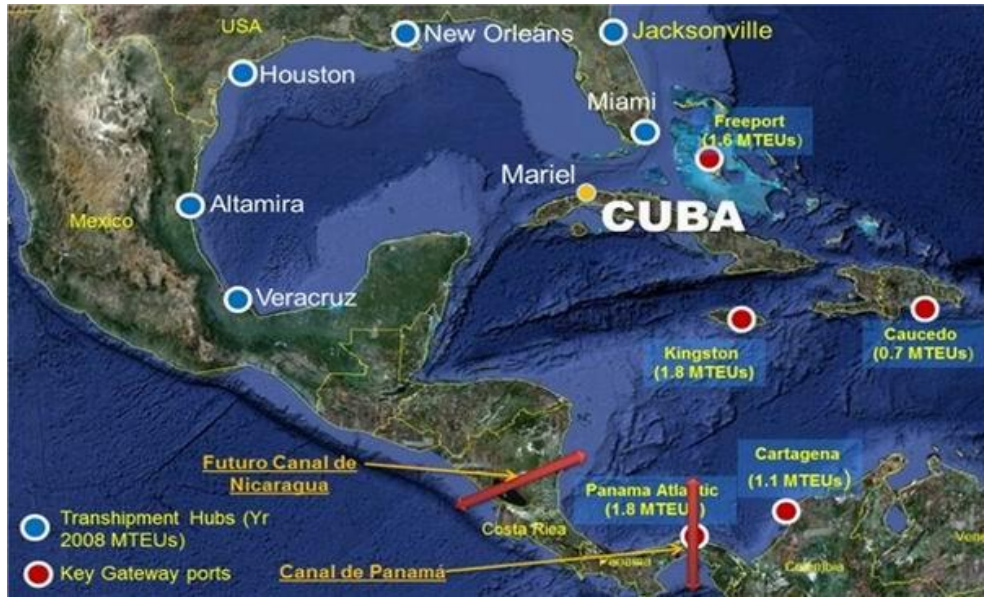 USA
New Orleans
Jacksonville
Houston
Miami
Freeport
(1.6 MTEUs)
Mariel
CUBA
Altamira
Mexico
Veracruz
Kingston
(1.8 MTEUs)
Caucedo
(0.7 MTEUs)
Futuro Canal de
Nicaragua
Cartagena
(1.1 MTEUs)
Panama Atlantic
(1.8 MTEUs)
Transhipment Hubs (Yr
2008 MTEUs)
Costa Rica
Key Gateway ports
Canal de Panamá
Panama
Colombia